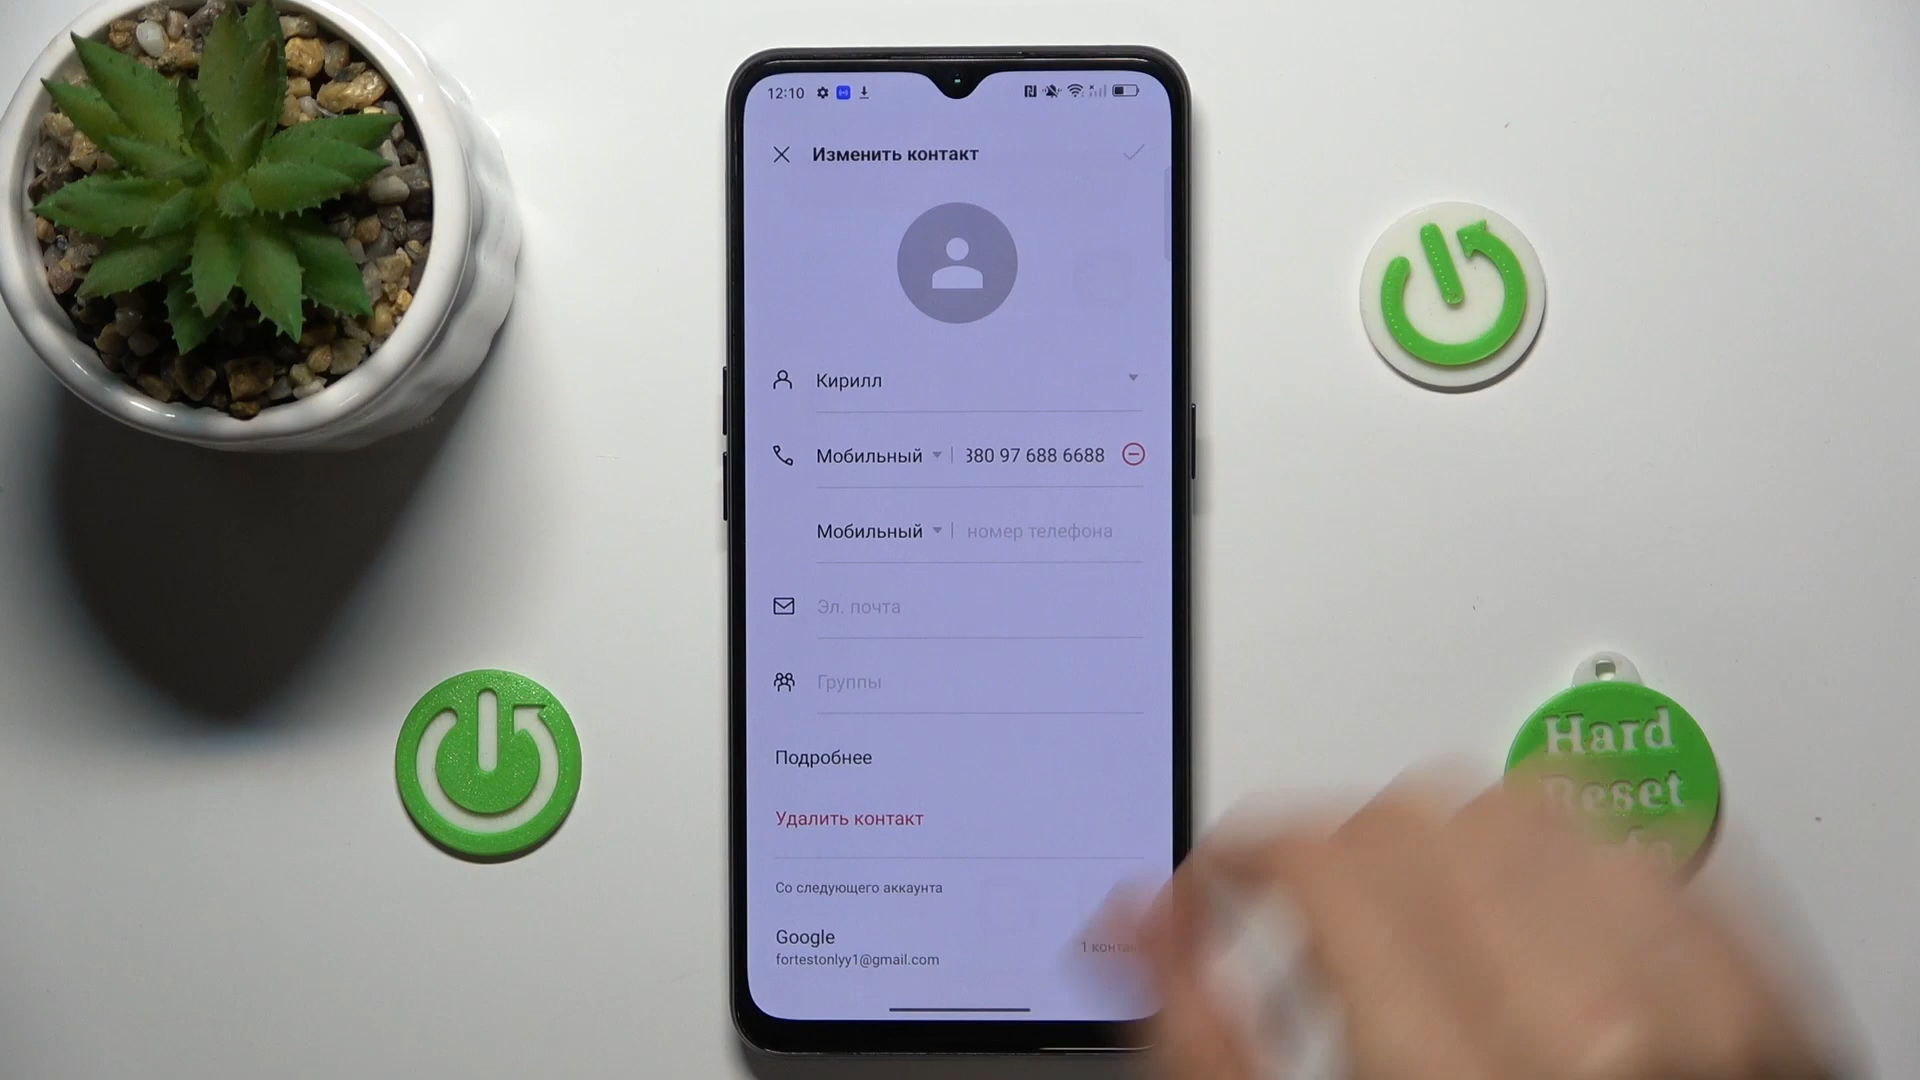 12:10
Изменить контакт
Кирилл
Мобильный 380 97 688 6688
Мобильный номер телефона
Эл. почта
Группы
Подробнее
Удалить контакт
Со следующего аккаунта
Google
1
fortestonlyy1@gmail.com
Hard
Reset